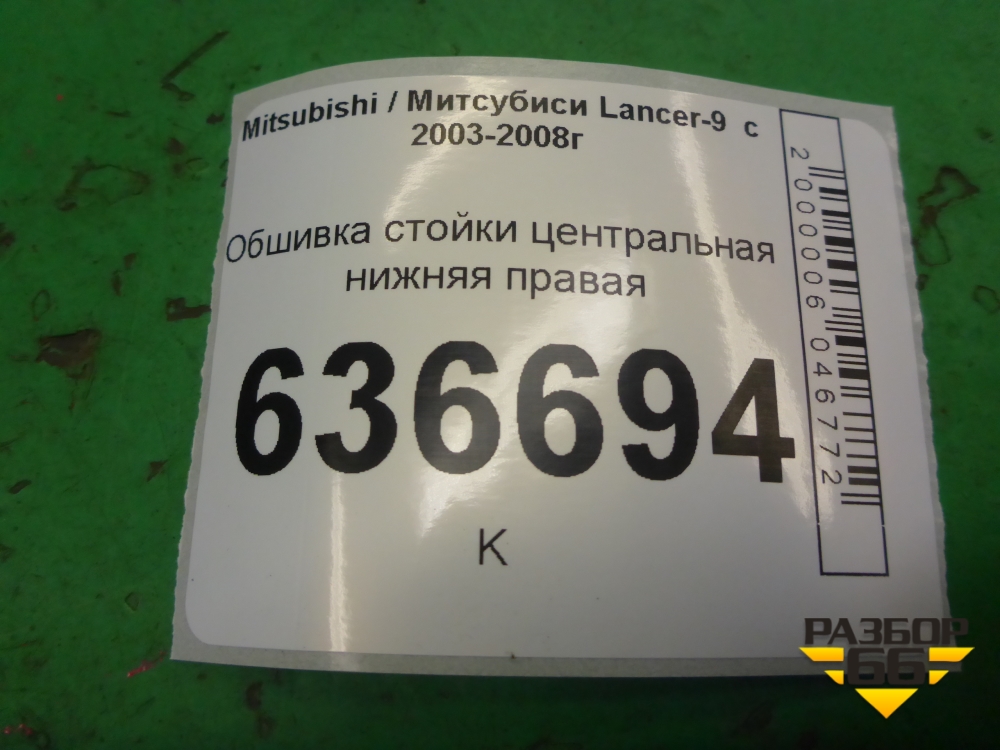 Mitsubishi / Митсубиси Lancer-9 с
2003-2008г
Обшивка стойки центральная
нижняя правая
636694
К
2000006046772
РАЗБОР
66